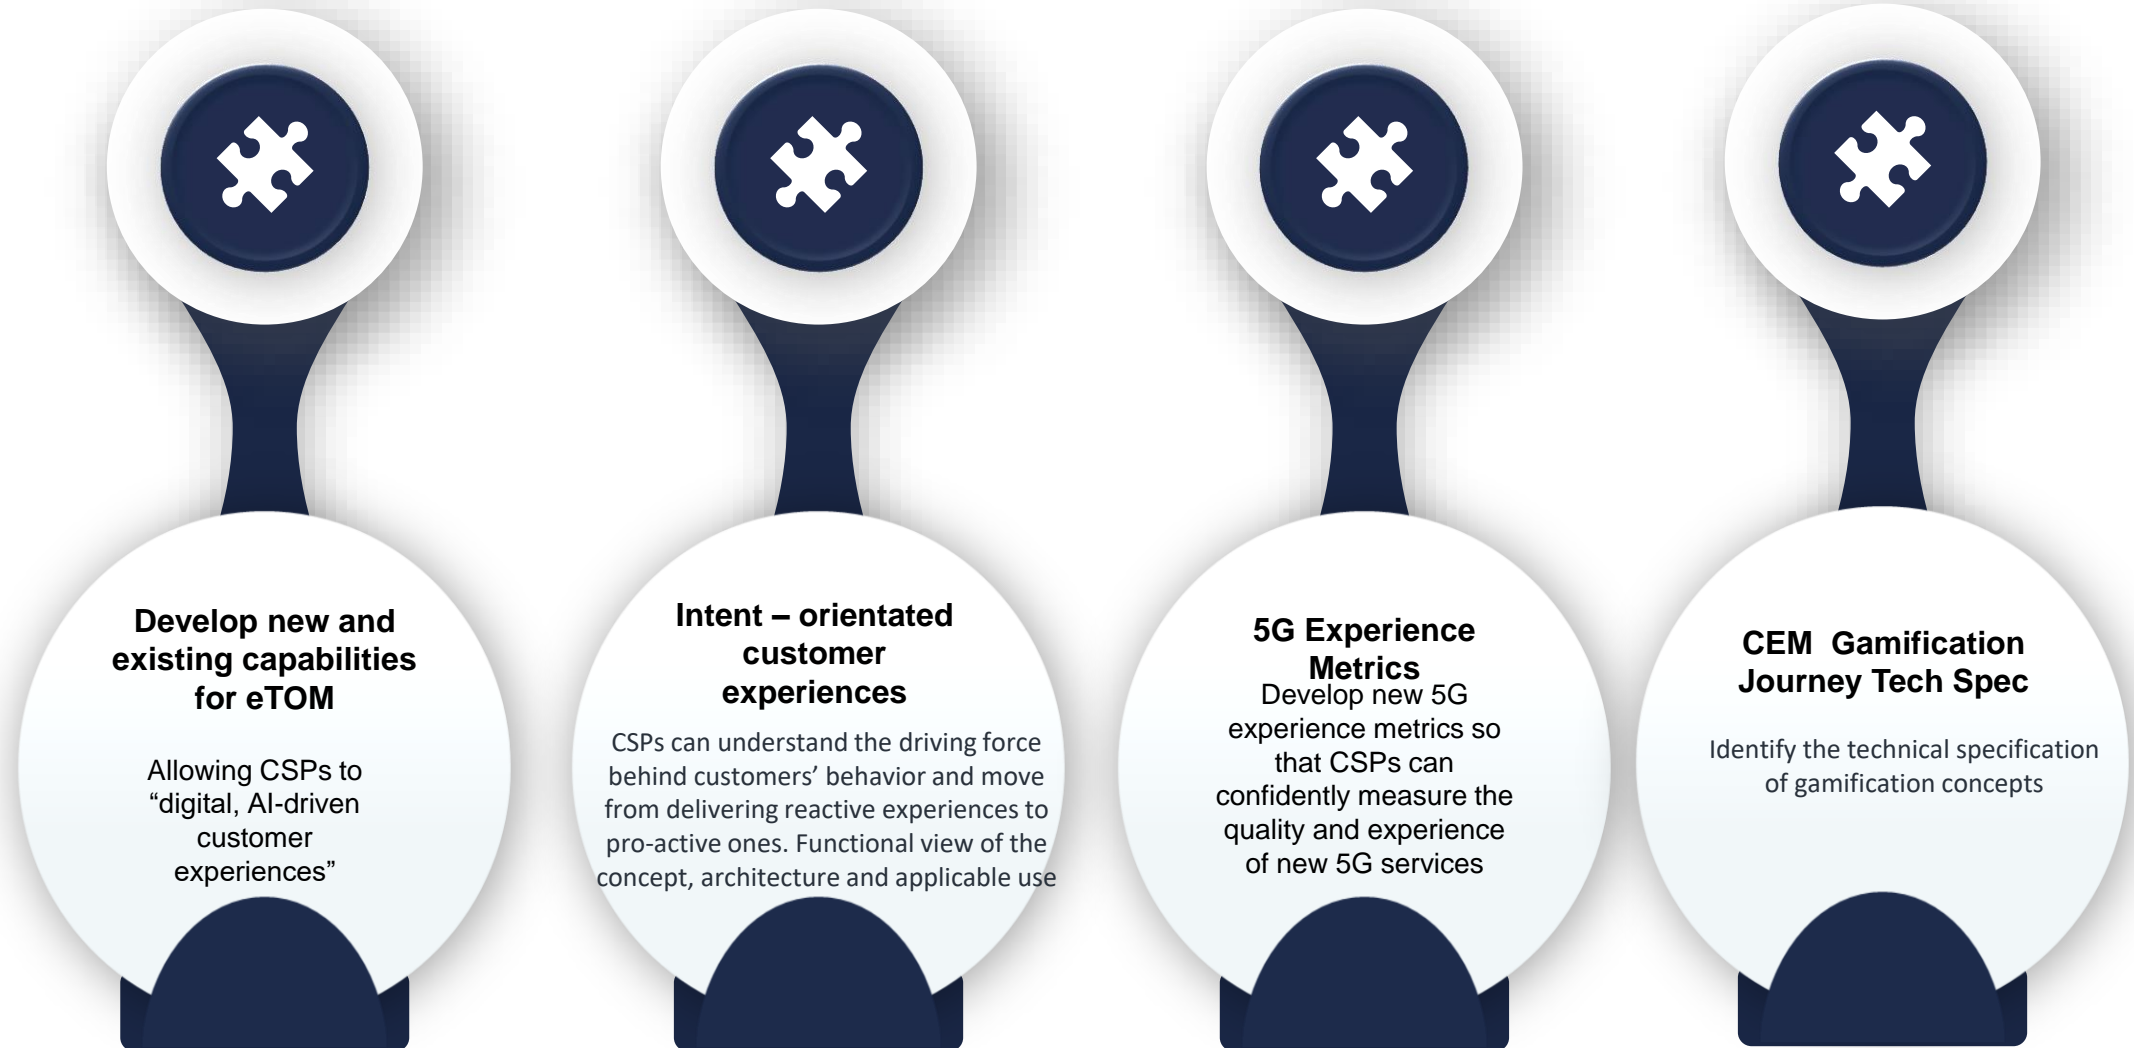 Develop new and
existing capabilities
for eTOM
Allowing CSPs to
“digital, AI-driven
customer
experiences”
Intent – orientated
customer
experiences
CSPs can understand the driving force
behind customers’ behavior and move
from delivering reactive experiences to
pro-active ones. Functional view of the
concept, architecture and applicable use
5G Experience
Metrics
Develop new 5G
experience metrics so
that CSPs can
confidently measure the
quality and experience
of new 5G services
CEM  Gamification
Journey Tech Spec
Identify the technical specification
of gamification concepts